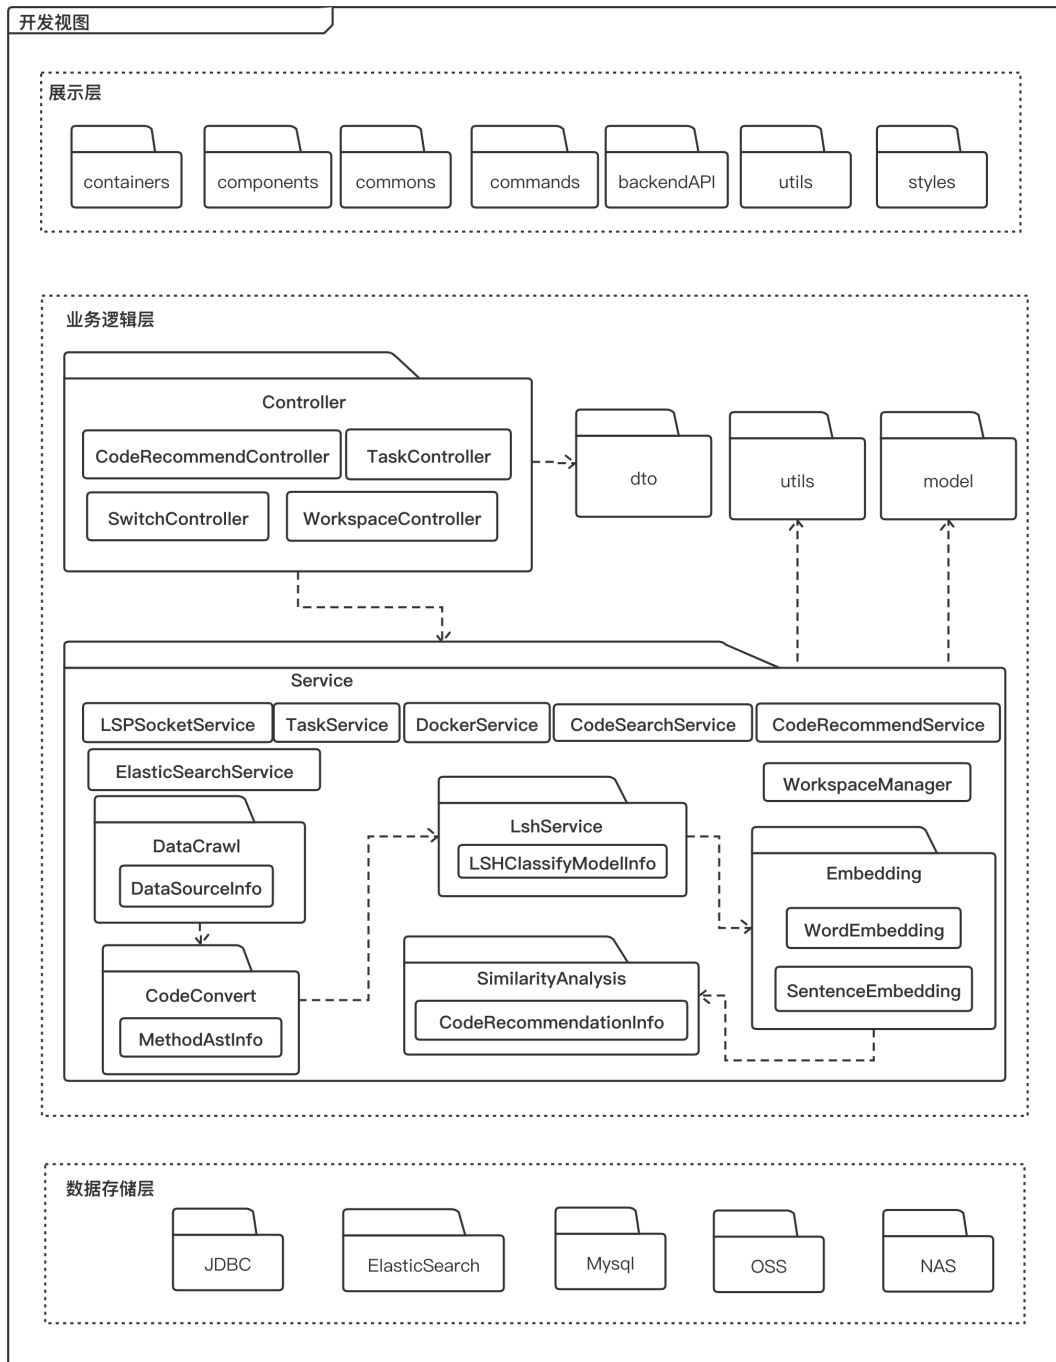 开发视图
展示层
containers
components
commons
commands
backendAPI
utils
styles
业务逻辑层
Controller
CodeRecommendController
TaskController
SwitchController
WorkspaceController
dto
utils
model
Service
LSPSocketService
TaskService
DockerService
CodeSearchService
CodeRecommendService
ElasticSearchService
WorkspaceManager
DataCrawl
DataSourceInfo
LshService
LSHClassifyModelInfo
Embedding
WordEmbedding
SentenceEmbedding
CodeConvert
MethodAstInfo
SimilarityAnalysis
CodeRecommendationInfo
数据存储层
JDBC
ElasticSearch
Mysql
OSS
NAS